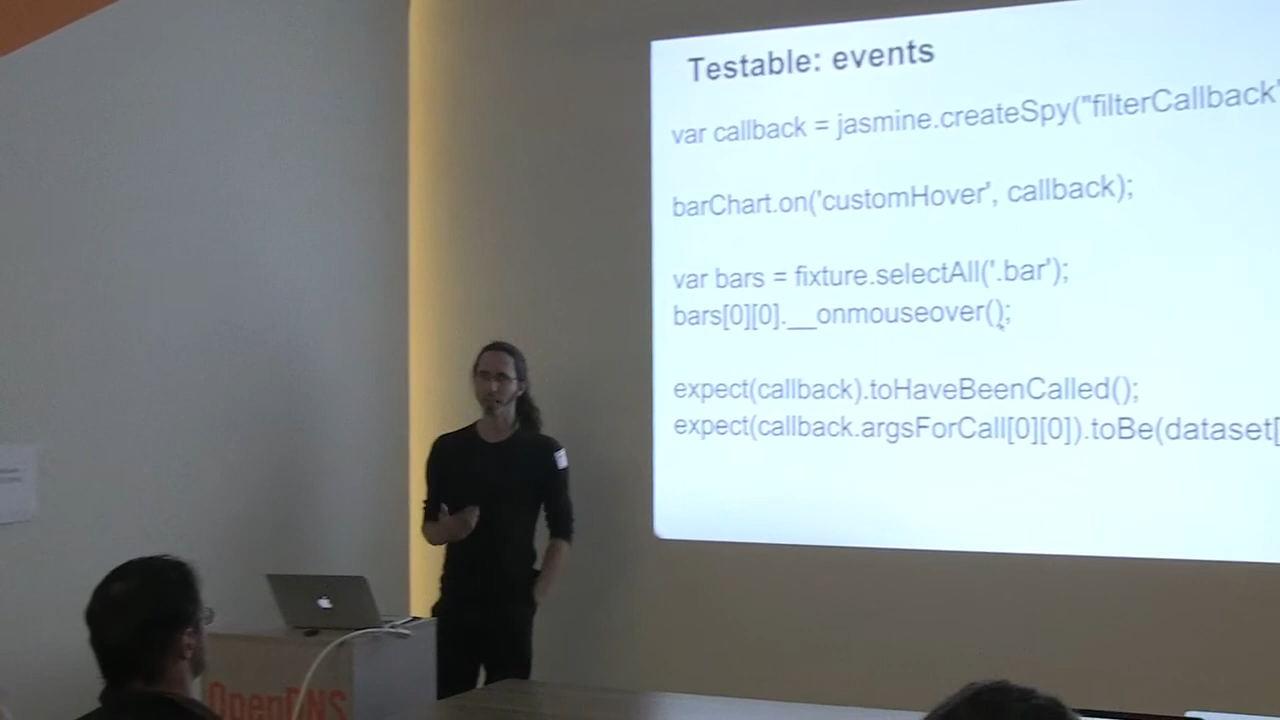 Testable: events
var callback = jasmine.createSpy("filterCallback"
barChart.on('customHover', callback);
var bars = fixture.selectAll('.bar');
bars[0][0].__onmouseover();
expect(callback).toHaveBeenCalled();
expect(callback.argsForCall[0][0]).toBe(dataset[
OpenDNS